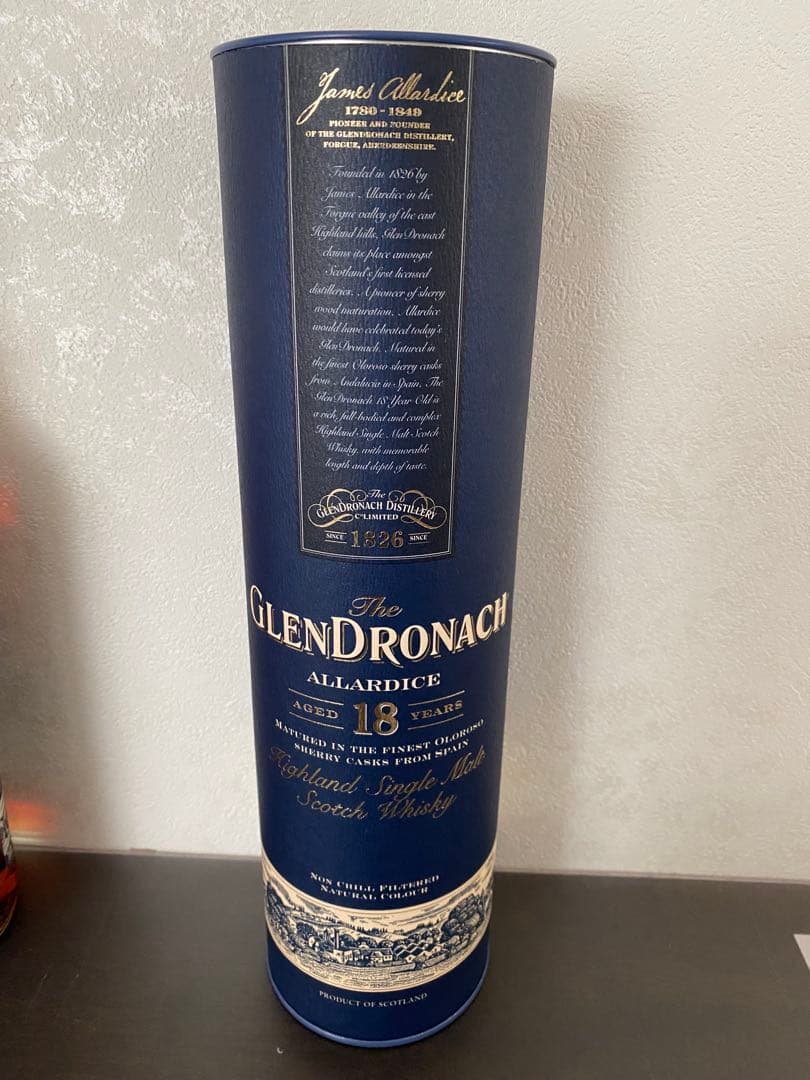 James Allardice
1780 - 1849
PIONEER AND FOUNDER
OF THE GLENDRONACH DISTILLERY,
FORGUE, ABERDEENSHIRE.
Founded in 1826 by
James Allardice in the
Forgue valley of the east
Highland hills, GlenDronach
claims its place amongst
Scotland's first licensed
distilleries. A pioneer of sherry
wood maturation, Allardice
would have celebrated today's
GlenDronach. Matured in
the finest Oloroso sherry casks
from Andalucia in Spain, The
GlenDronach 18 Year Old is
a rich, full-bodied and complex
Highland Single Malt Scotch
Whisky, with memorable
length and depth of taste.
The
GLENDRONACH DISTILLERY
Co LIMITED
SINCE 1826 SINCE
The
GLENDRONACH
ALLARDICE
AGED 18 YEARS
MATURED IN THE FINEST OLOROSO
SHERRY CASKS FROM SPAIN
Highland Single Malt
Scotch Whisky
NON CHILL FILTERED
NATURAL COLOUR
PRODUCT OF SCOTLAND